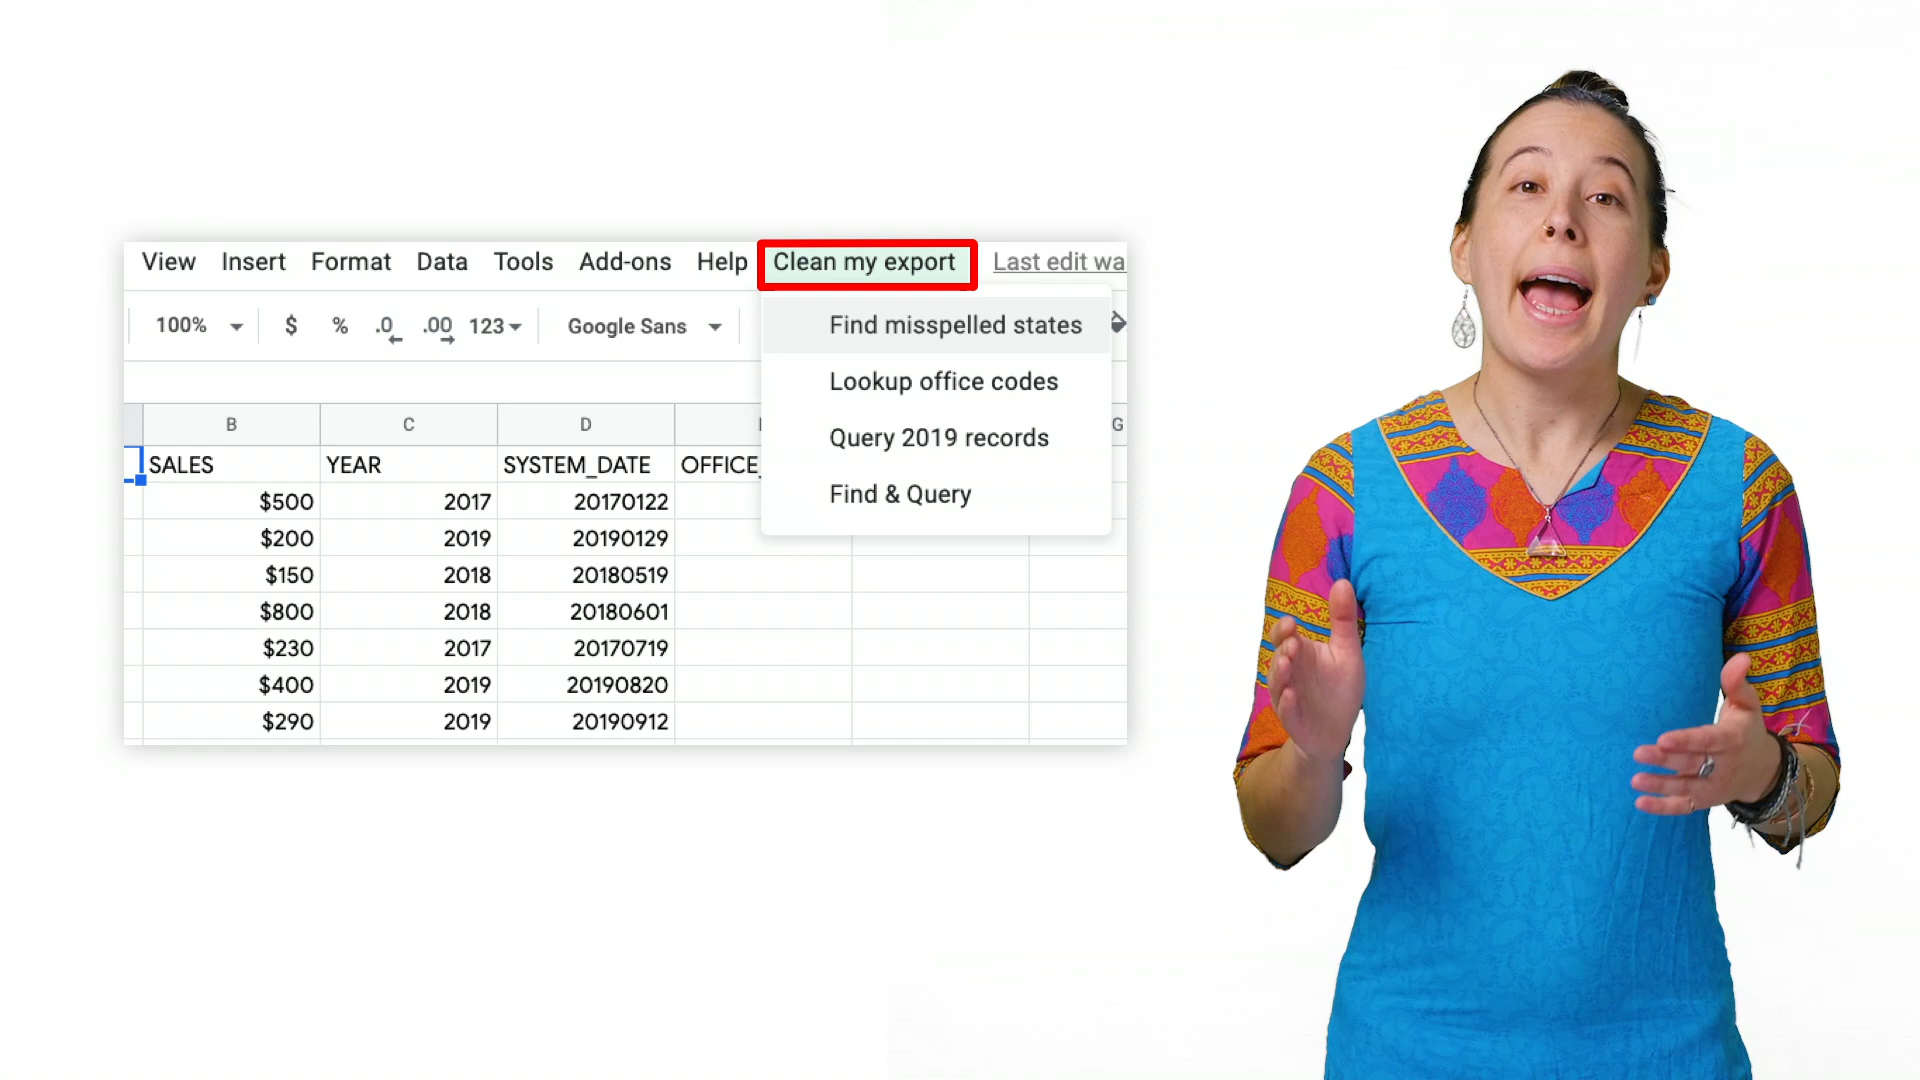 View Insert Format Data Tools Add-ons Help Clean my export Last edit wa
100% $ % .0 .00 123 Google Sans
Find misspelled states
Lookup office codes
Query 2019 records
Find & Query
B C D G
SALES YEAR SYSTEM_DATE OFFICE_
$500 2017 20170122
$200 2019 20190129
$150 2018 20180519
$800 2018 20180601
$230 2017 20170719
$400 2019 20190820
$290 2019 20190912